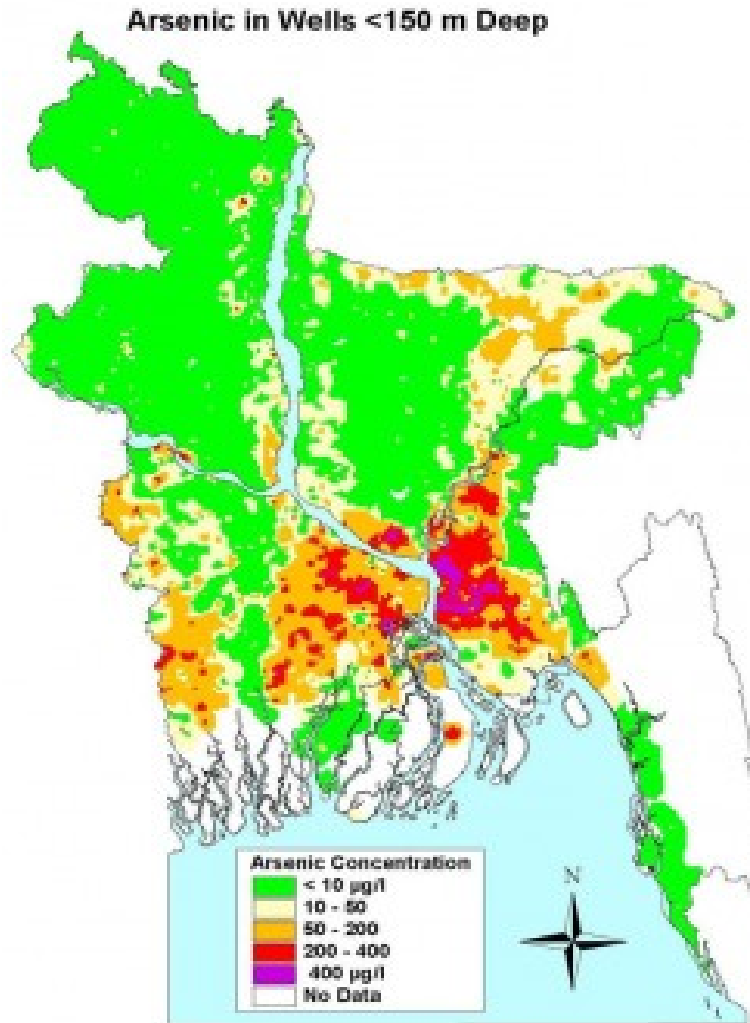 Arsenic in Wells <150 m Deep
Arsenic Concentration
< 10 µg/l
10 - 50
50 - 200
200 - 400
400 µg/l
No Data
N